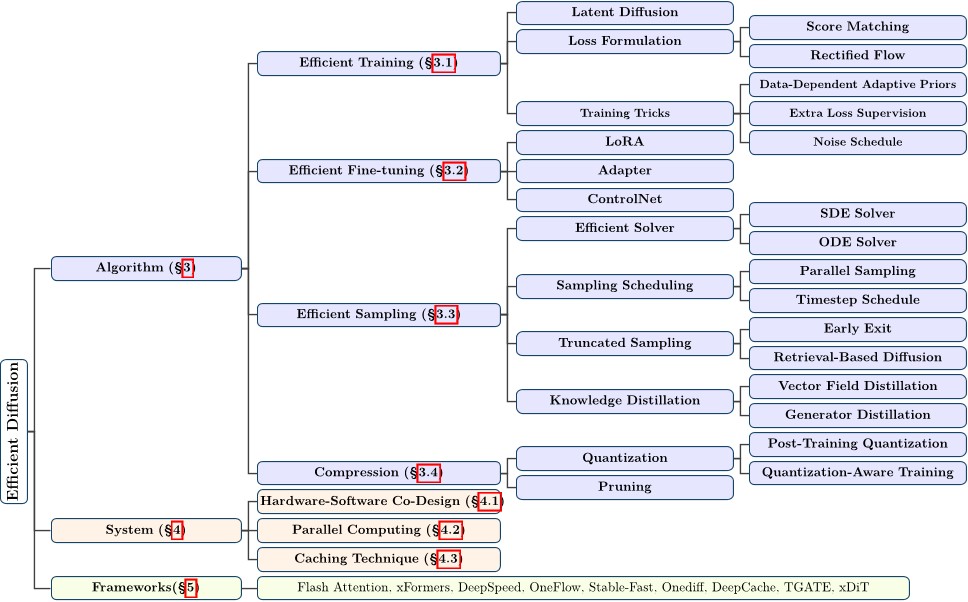 Efficient Diffusion
Algorithm (§3)
Efficient Training (§3.1)
Latent Diffusion
Loss Formulation
Score Matching
Rectified Flow
Training Tricks
Data-Dependent Adaptive Priors
Extra Loss Supervision
Noise Schedule
Efficient Fine-tuning (§3.2)
LoRA
Adapter
ControlNet
Efficient Sampling (§3.3)
Efficient Solver
SDE Solver
ODE Solver
Sampling Scheduling
Parallel Sampling
Timestep Schedule
Truncated Sampling
Early Exit
Retrieval-Based Diffusion
Knowledge Distillation
Vector Field Distillation
Generator Distillation
Compression (§3.4)
Quantization
Post-Training Quantization
Quantization-Aware Training
Pruning
System (§4)
Hardware-Software Co-Design (§4.1)
Parallel Computing (§4.2)
Caching Technique (§4.3)
Frameworks(§5)
Flash Attention, xFormers, DeepSpeed, OneFlow, Stable-Fast, Onediff, DeepCache, TGATE, xDiT